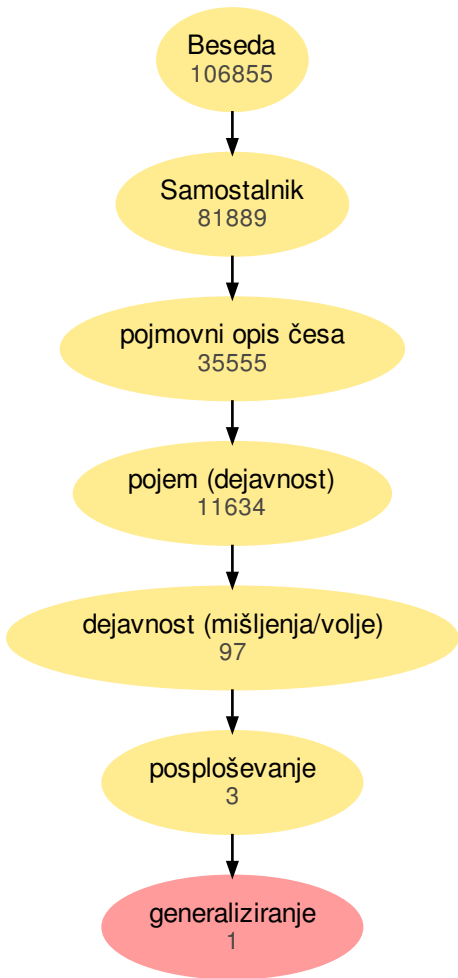 Beseda
106855
Samostalnik
81889
pojmovni opis česa
35555
pojem (dejavnost)
11634
dejavnost (mišljenja/volje)
97
posploševanje
3
generaliziranje
1